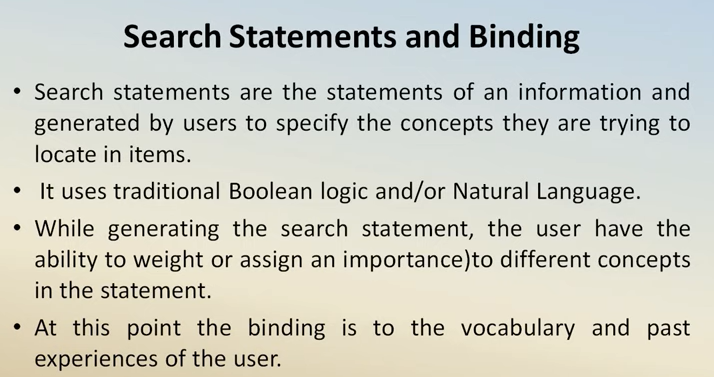 Search Statements and Binding
• Search statements are the statements of an information and
generated by users to specify the concepts they are trying to
locate in items.
• It uses traditional Boolean logic and/or Natural Language.
• While generating the search statement, the user have the
ability to weight or assign an importance)to different concepts
in the statement.
• At this point the binding is to the vocabulary and past
experiences of the user.